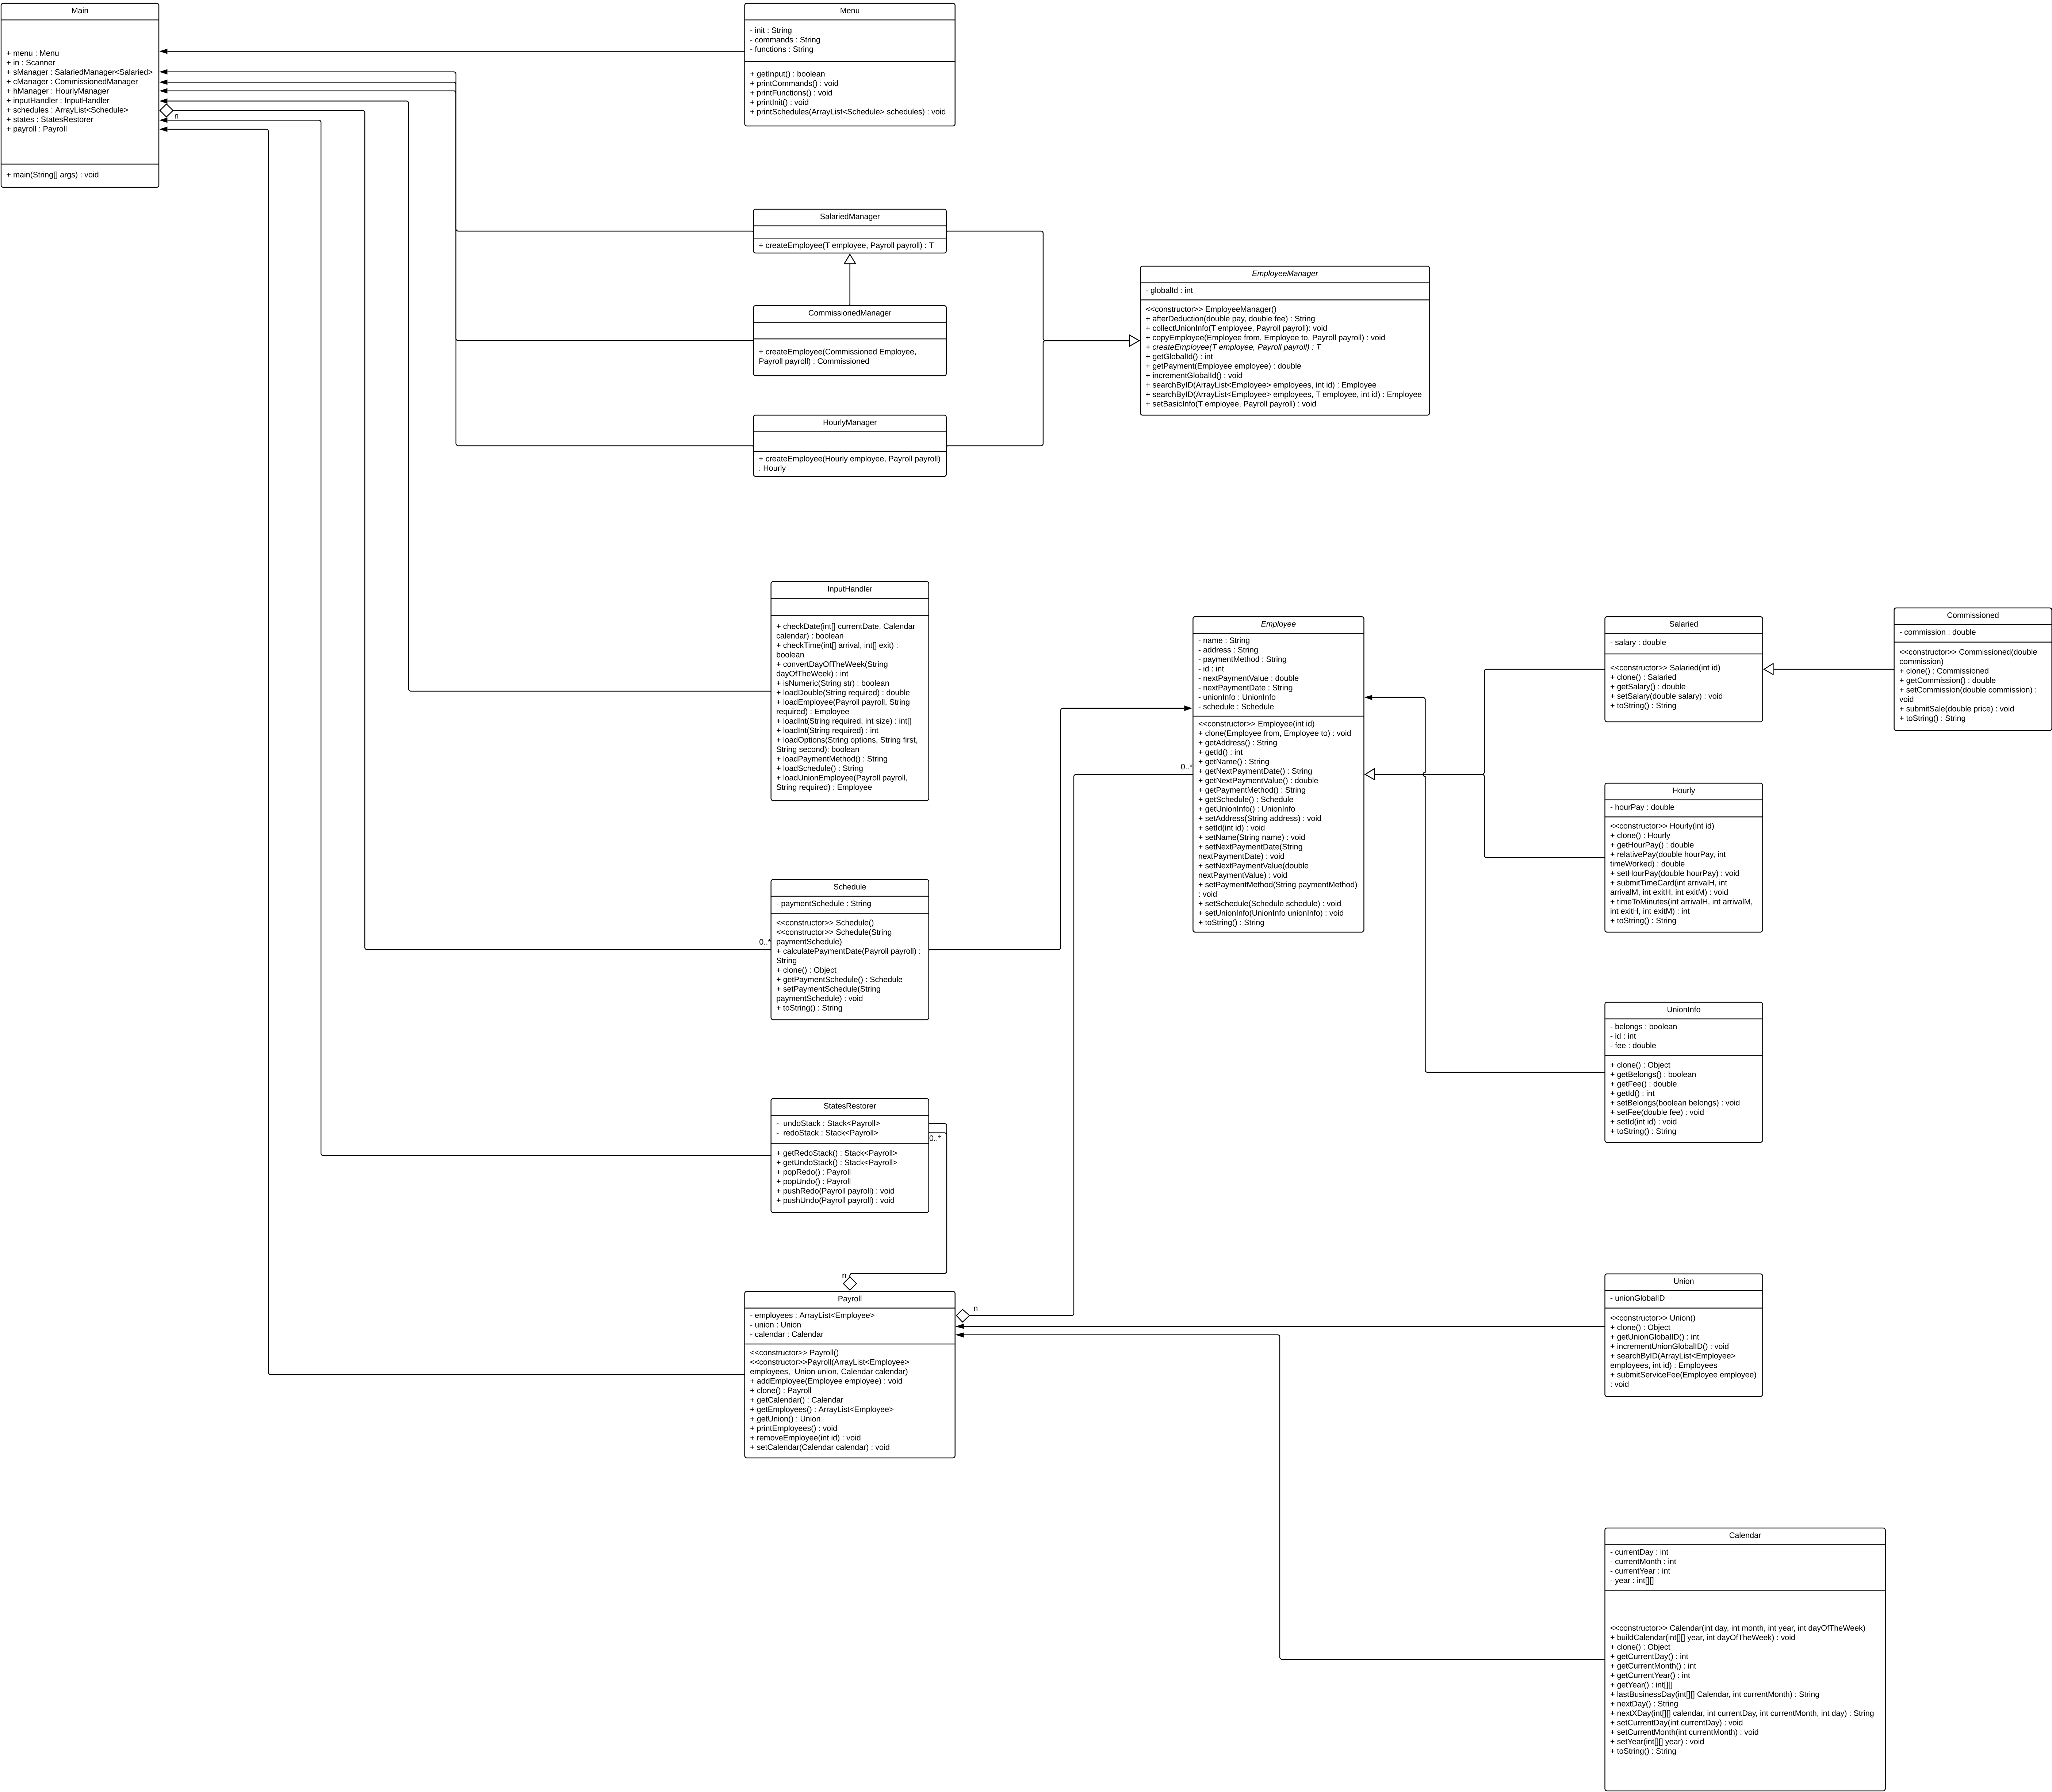 Main
+ menu : Menu
+ in : Scanner
+ sManager : SalariedManager<Salaried>
+ cManager : CommissionedManager
+ hManager : HourlyManager
+ inputHandler : InputHandler
+ schedules : ArrayList<Schedule>
+ states : StatesRestorer
+ payroll : Payroll
+ main(String[] args) : void
n
Menu
- init : String
- commands : String
- functions : String
+ getInput() : boolean
+ printCommands() : void
+ printFunctions() : void
+ printInit() : void
+ printSchedules(ArrayList<Schedule> schedules) : void
SalariedManager
+ createEmployee(T employee, Payroll payroll) : T
CommissionedManager
+ createEmployee(Commissioned Employee,
Payroll payroll) : Commissioned
HourlyManager
+ createEmployee(Hourly employee, Payroll payroll)
: Hourly
EmployeeManager
- globalId : int
<<constructor>> EmployeeManager()
+ afterDeduction(double pay, double fee) : String
+ collectUnionInfo(T employee, Payroll payroll): void
+ copyEmployee(Employee from, Employee to, Payroll payroll) : void
+ createEmployee(T employee, Payroll payroll) : T
+ getGlobalId() : int
+ getPayment(Employee employee) : double
+ incrementGlobalId() : void
+ searchByID(ArrayList<Employee> employees, int id) : Employee
+ searchByID(ArrayList<Employee> employees, T employee, int id) : Employee
+ setBasicInfo(T employee, Payroll payroll) : void
InputHandler
+ checkDate(int[] currentDate, Calendar
calendar) : boolean
+ checkTime(int[] arrival, int[] exit) :
boolean
+ convertDayOfTheWeek(String
dayOfTheWeek) : int
+ isNumeric(String str) : boolean
+ loadDouble(String required) : double
+ loadEmployee(Payroll payroll, String
required) : Employee
+ loadInt(String required, int size) : int[]
+ loadInt(String required) : int
+ loadOptions(String options, String first,
String second): boolean
+ loadPaymentMethod() : String
+ loadSchedule() : String
+ loadUnionEmployee(Payroll payroll,
String required) : Employee
Employee
- name : String
- address : String
- paymentMethod : String
- id : int
- nextPaymentValue : double
- nextPaymentDate : String
- unionInfo : UnionInfo
- schedule : Schedule
<<constructor>> Employee(int id)
+ clone(Employee from, Employee to) : void
+ getAddress() : String
+ getId() : int
+ getName() : String
+ getNextPaymentDate() : String
+ getNextPaymentValue() : double
+ getPaymentMethod() : String
+ getSchedule() : Schedule
+ getUnionInfo() : UnionInfo
+ setAddress(String address) : void
+ setId(int id) : void
+ setName(String name) : void
+ setNextPaymentDate(String
nextPaymentDate) : void
+ setNextPaymentValue(double
nextPaymentValue) : void
+ setPaymentMethod(String paymentMethod)
: void
+ setSchedule(Schedule schedule) : void
+ setUnionInfo(UnionInfo unionInfo) : void
+ toString() : String
0..*
Salaried
- salary : double
<<constructor>> Salaried(int id)
+ clone() : Salaried
+ getSalary() : double
+ setSalary(double salary) : void
+ toString() : String
Commissioned
- commission : double
<<constructor>> Commissioned(double
commission)
+ clone() : Commissioned
+ getCommission() : double
+ setCommission(double commission) :
void
+ submitSale(double price) : void
+ toString() : String
Hourly
- hourPay : double
<<constructor>> Hourly(int id)
+ clone() : Hourly
+ getHourPay() : double
+ relativePay(double hourPay, int
timeWorked) : double
+ setHourPay(double hourPay) : void
+ submitTimeCard(int arrivalH, int
arrivalM, int exitH, int exitM) : void
+ timeToMinutes(int arrivalH, int arrivalM,
int exitH, int exitM) : int
+ toString() : String
Schedule
- paymentSchedule : String
<<constructor>> Schedule()
<<constructor>> Schedule(String
paymentSchedule)
+ calculatePaymentDate(Payroll payroll) :
String
+ clone() : Object
+ getPaymentSchedule() : Schedule
+ setPaymentSchedule(String
paymentSchedule) : void
+ toString() : String
0..*
UnionInfo
- belongs : boolean
- id : int
- fee : double
+ clone() : Object
+ getBelongs() : boolean
+ getFee() : double
+ getId() : int
+ setBelongs(boolean belongs) : void
+ setFee(double fee) : void
+ setId(int id) : void
+ toString() : String
StatesRestorer
- undoStack : Stack<Payroll>
- redoStack : Stack<Payroll>
+ getRedoStack() : Stack<Payroll>
+ getUndoStack() : Stack<Payroll>
+ popRedo() : Payroll
+ popUndo() : Payroll
+ pushRedo(Payroll payroll) : void
+ pushUndo(Payroll payroll) : void
0..*
n
Payroll
- employees : ArrayList<Employee>
- union : Union
- calendar : Calendar
<<constructor>> Payroll()
<<constructor>>Payroll(ArrayList<Employee>
employees, Union union, Calendar calendar)
+ addEmployee(Employee employee) : void
+ clone() : Payroll
+ getCalendar() : Calendar
+ getEmployees() : ArrayList<Employee>
+ getUnion() : Union
+ printEmployees() : void
+ removeEmployee(int id) : void
+ setCalendar(Calendar calendar) : void
n
Union
- unionGlobalID
<<constructor>> Union()
+ clone() : Object
+ getUnionGlobalID() : int
+ incrementUnionGlobalID() : void
+ searchByID(ArrayList<Employee>
employees, int id) : Employees
+ submitServiceFee(Employee employee)
: void
Calendar
- currentDay : int
- currentMonth : int
- currentYear : int
- year : int[][]
<<constructor>> Calendar(int day, int month, int year, int dayOfTheWeek)
+ buildCalendar(int[][] year, int dayOfTheWeek) : void
+ clone() : Object
+ getCurrentDay() : int
+ getCurrentMonth() : int
+ getCurrentYear() : int
+ getYear() : int[][]
+ lastBusinessDay(int[][] Calendar, int currentMonth) : String
+ nextDay() : String
+ nextXDay(int[][] calendar, int currentDay, int currentMonth, int day) : String
+ setCurrentDay(int currentDay) : void
+ setCurrentMonth(int currentMonth) : void
+ setYear(int[][] year) : void
+ toString() : String